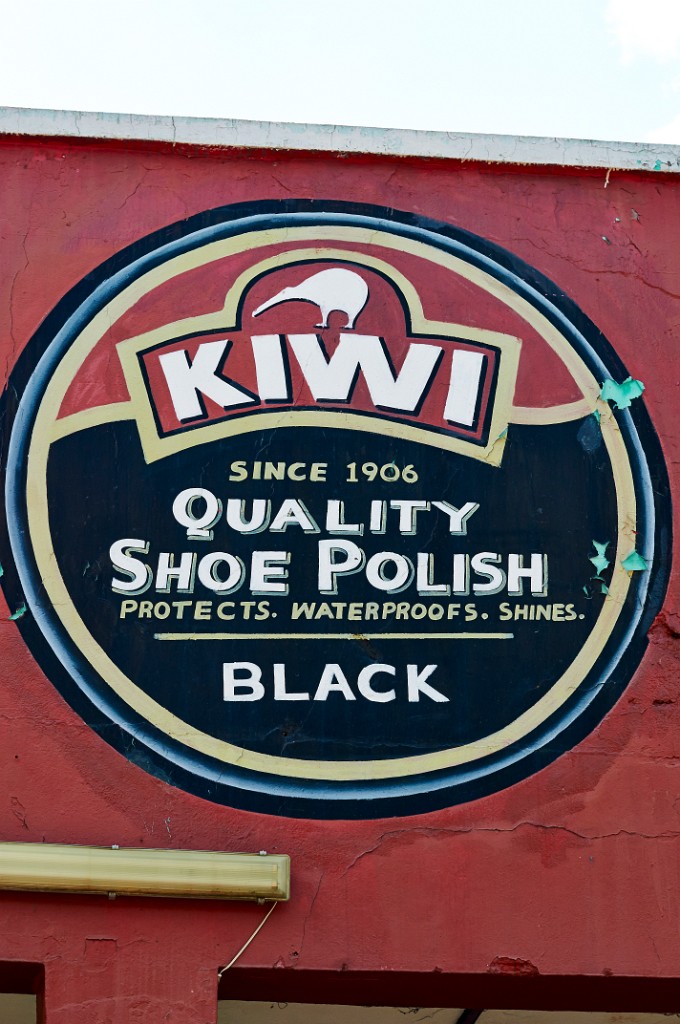 KIWI
SINCE 1906
QUALITY
SHOE POLISH
PROTECTS. WATERPROOFS. SHINES.
BLACK